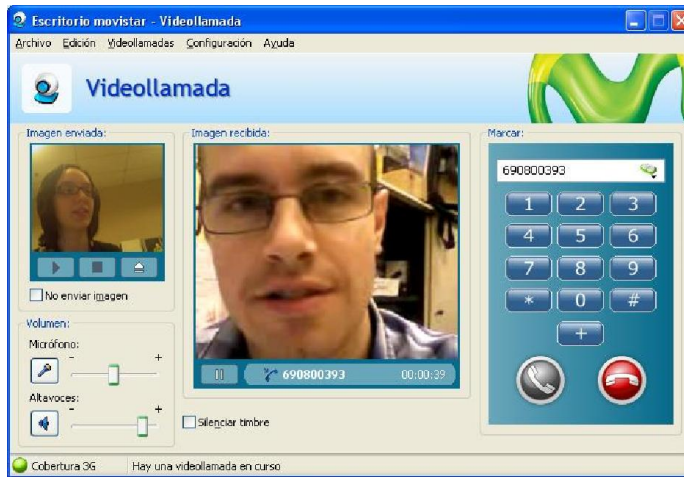 Escritorio movistar - Videollamada
Archivo Edición Videollamadas Configuración Ayuda
Videollamada
Imagen enviada:
No enviar imagen
Volumen:
Micrófono:
- +
Altavoces:
- +
Imagen recibida:
690800393 00:00:39
Silenciar timbre
Marcar:
690800393
1 2 3
4 5 6
7 8 9
* 0 #
+
Cobertura 3G Hay una videollamada en curso